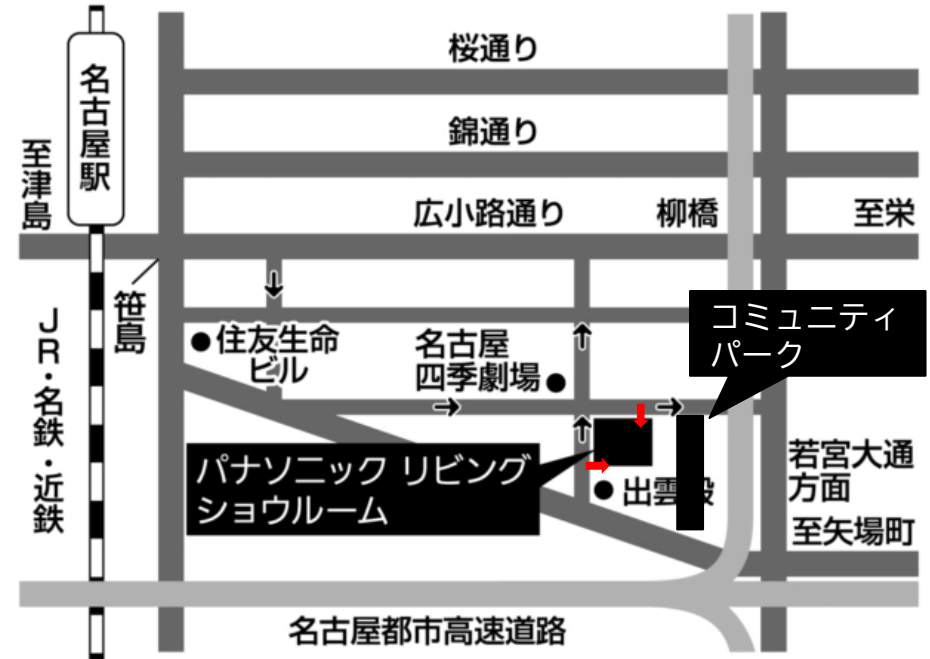 桜通り
名古屋駅
錦通り
至津島
広小路通り
柳橋
至栄
笹島
コミュニティ
パーク
JR・名鉄・近鉄
住友生命
ビル
名古屋
四季劇場
パナソニック リビング
ショウルーム
出雲殿
若宮大通
方面
至矢場町
名古屋都市高速道路